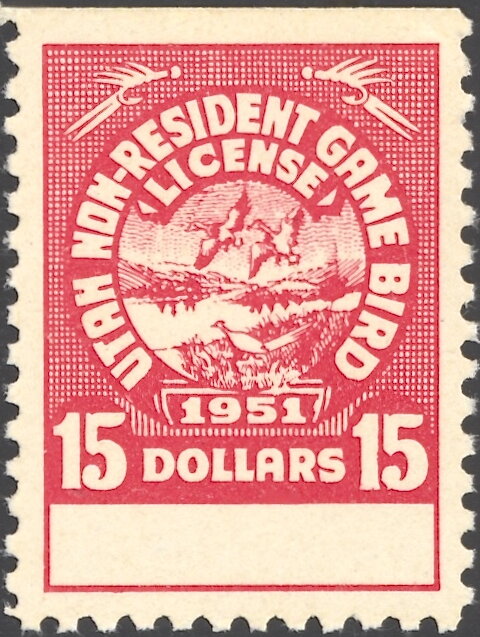 UTAH NON-RESIDENT GAME BIRD
LICENSE
1951
15 DOLLARS 15